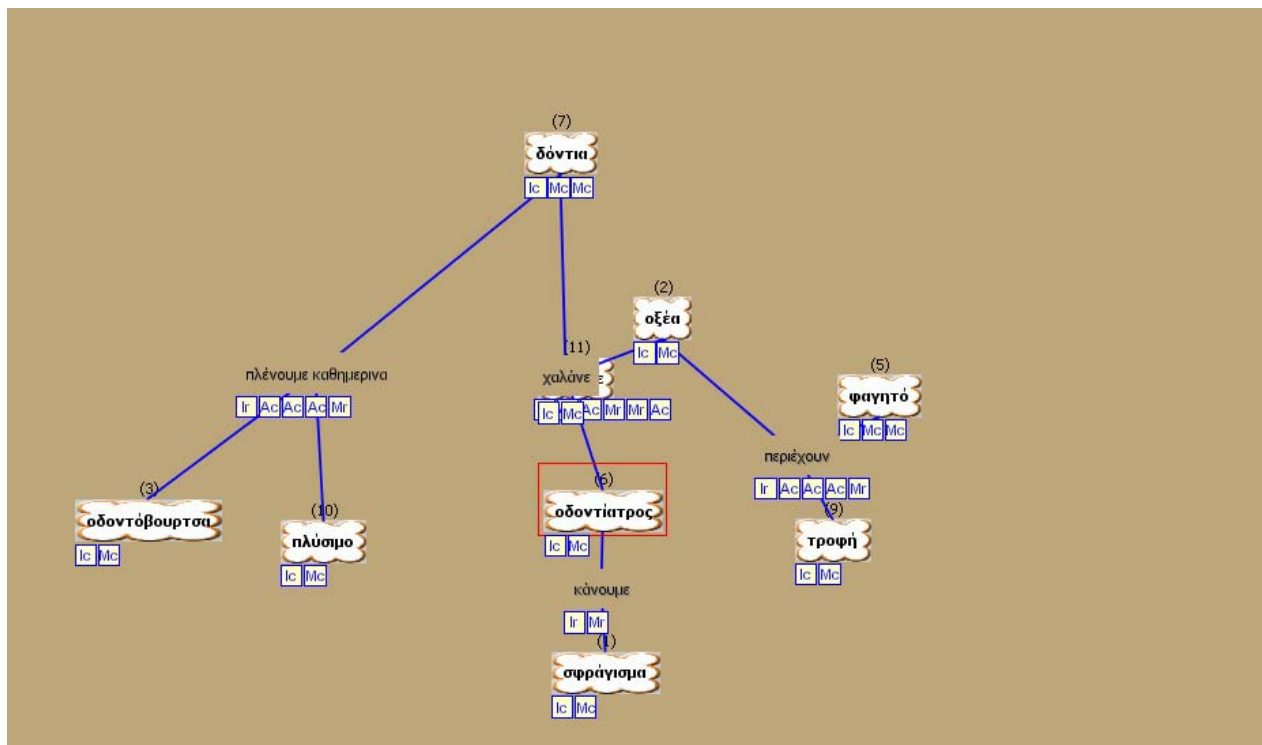 (7)
δόντια
Ic Mc Mc
(2)
οξέα
Ic Mc
(11)
χαλάνε
Ic Mc Ac Mr Mr Ac
πλένουμε καθημερινα
Ir Ac Ac Ac Mr
(5)
φαγητό
Ic Mc Mc
περιέχουν
Ir Ac Ac Ac Mr
(3)
οδοντόβουρτσα
Ic Mc
(10)
πλύσιμο
Ic Mc
(6)
οδοντίατρος
Ic Mc
(9)
τροφή
Ic Mc
κάνουμε
Ir Mr
(1)
σφράγισμα
Ic Mc